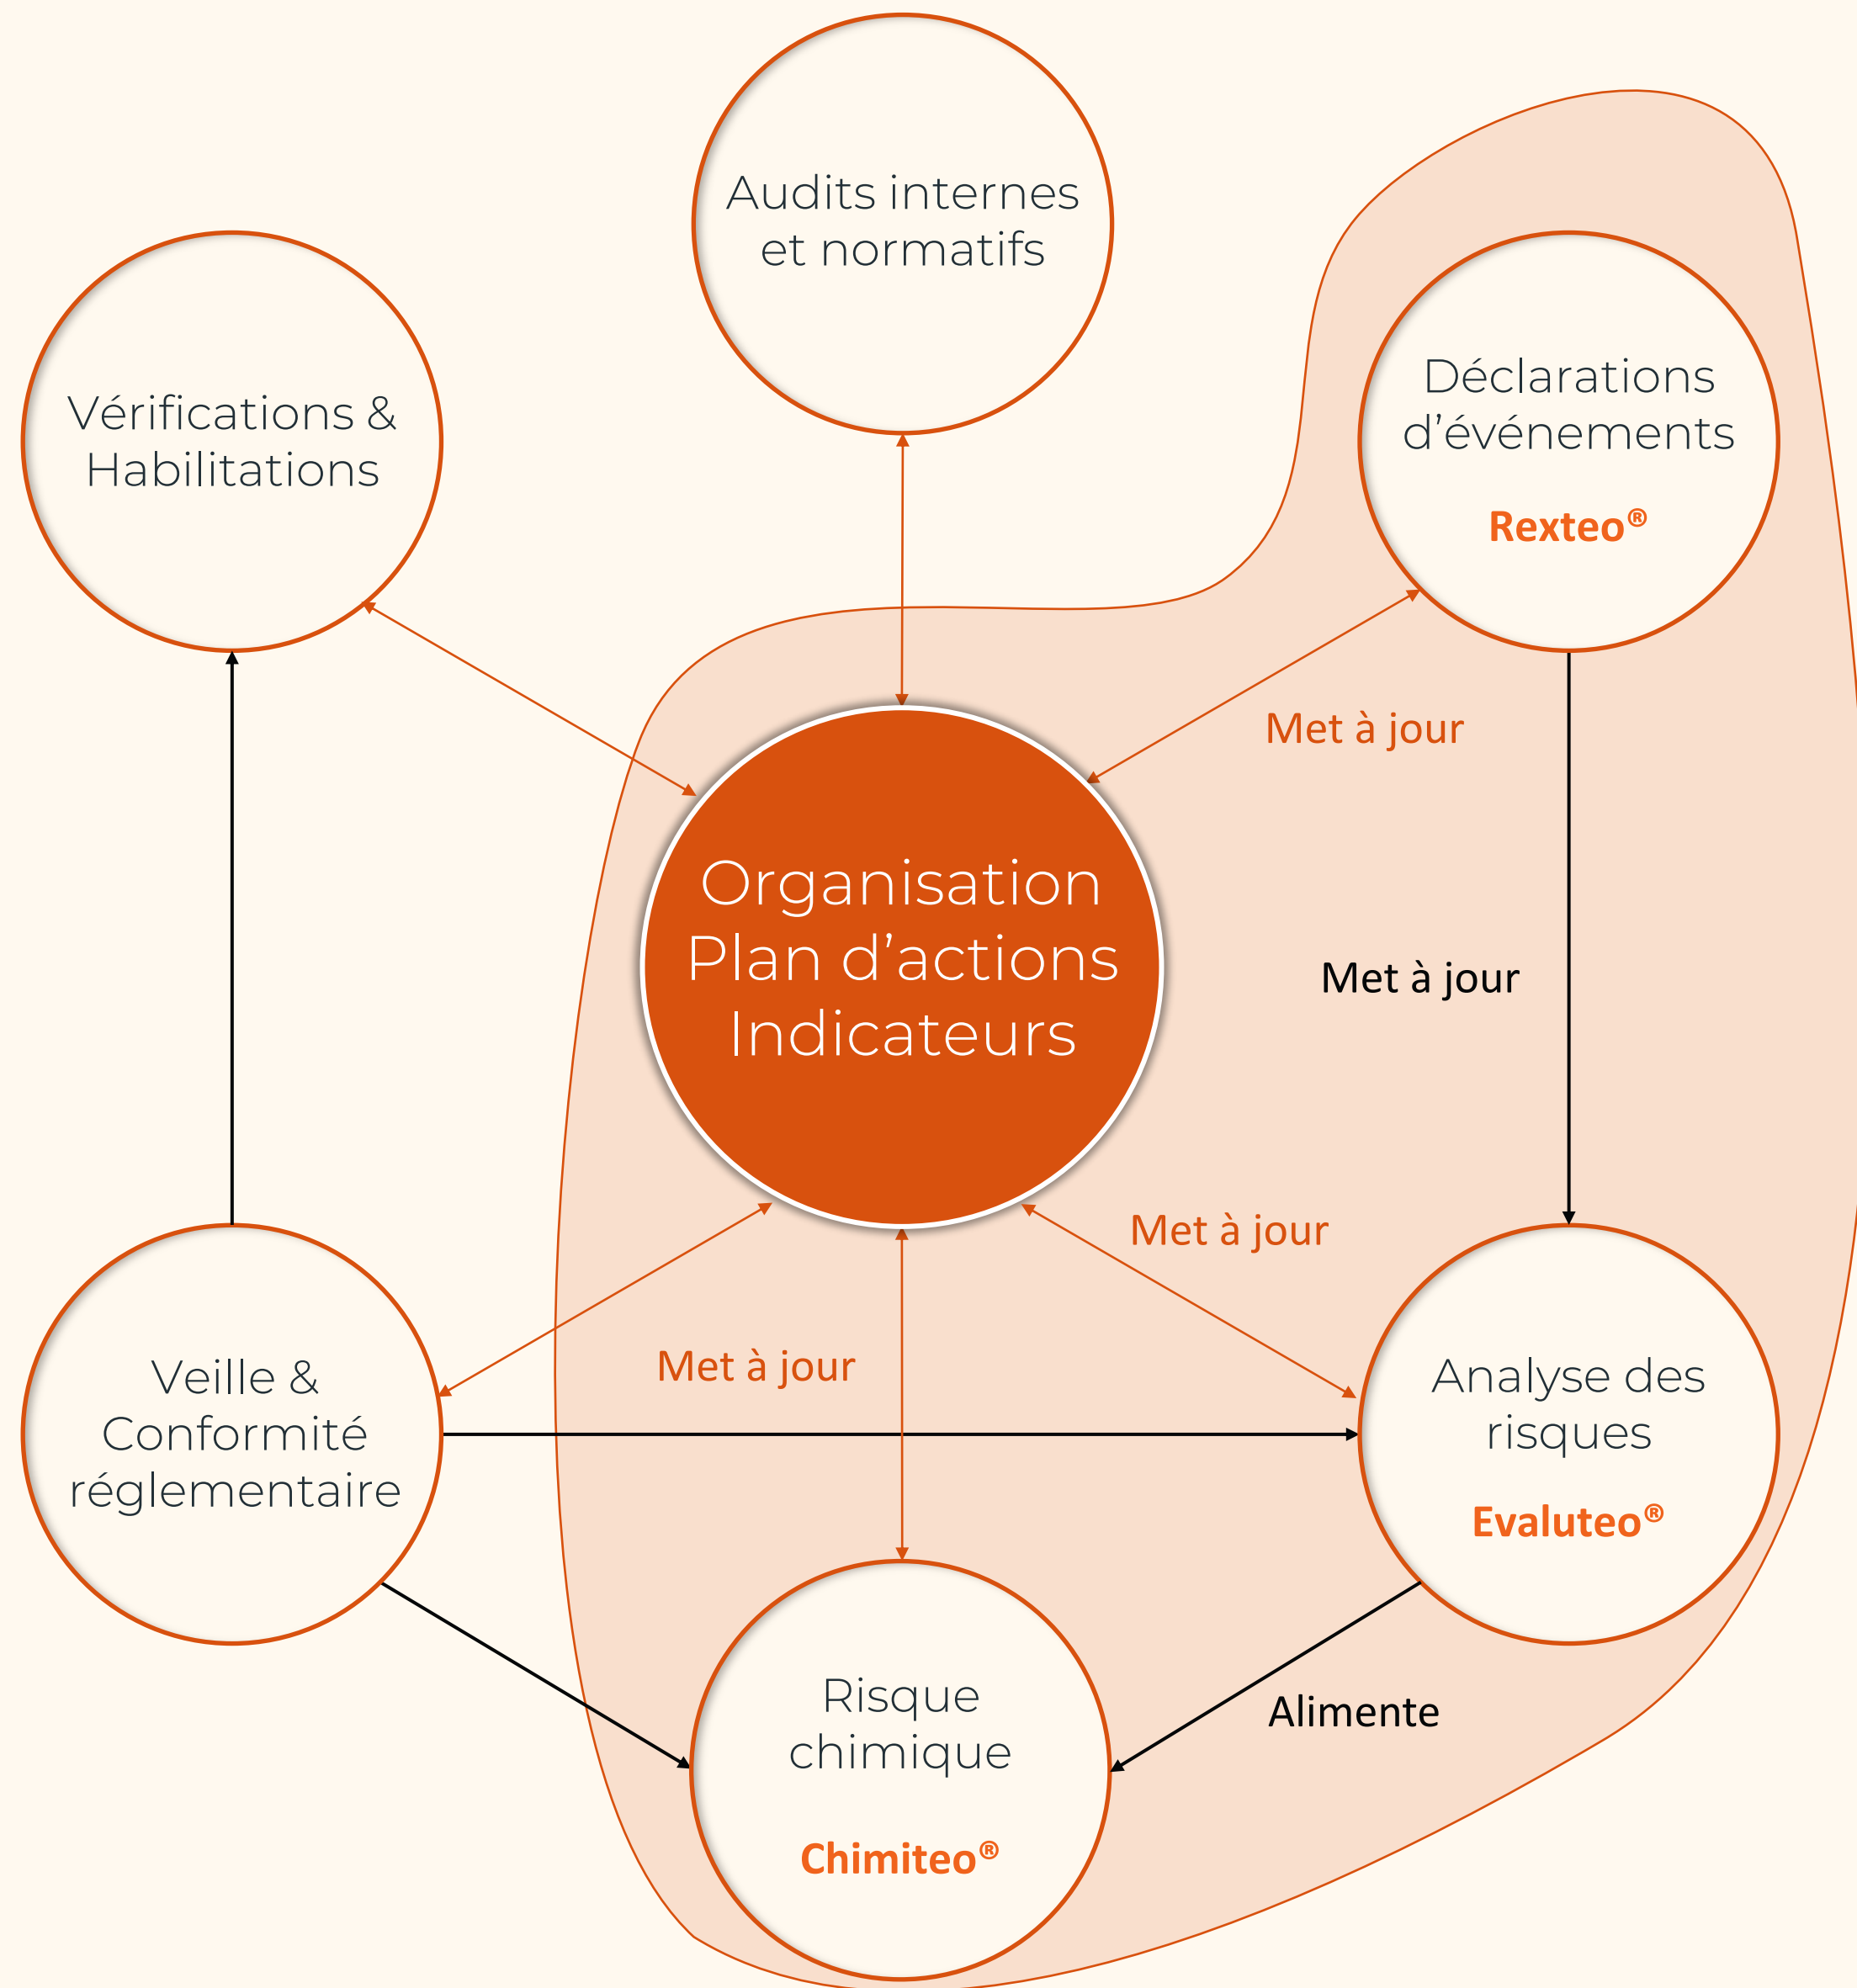 Audits internes
et normatifs
Vérifications &
Habilitations
Déclarations
d’événements
Rexteo®
Met à jour
Organisation
Plan d’actions
Indicateurs
Met à jour
Met à jour
Met à jour
Veille &
Conformité
réglementaire
Analyse des
risques
Evaluteo®
Risque
chimique
Chimiteo®
Alimente